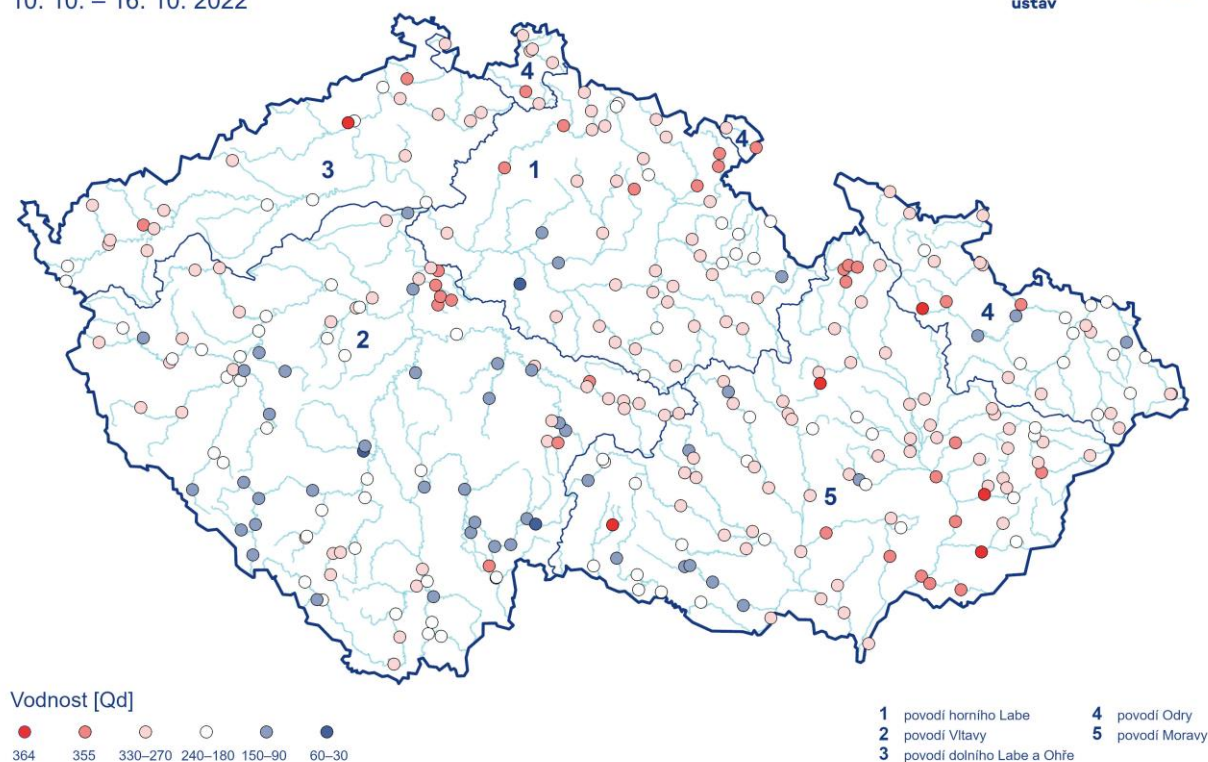 10. 10. – 16. 10. 2022
ústav
4
4
3
1
4
2
5
Vodnost [Qd]
364 355 330–270 240–180 150–90 60–30
1 povodí horního Labe
2 povodí Vltavy
3 povodí dolního Labe a Ohře
4 povodí Odry
5 povodí Moravy